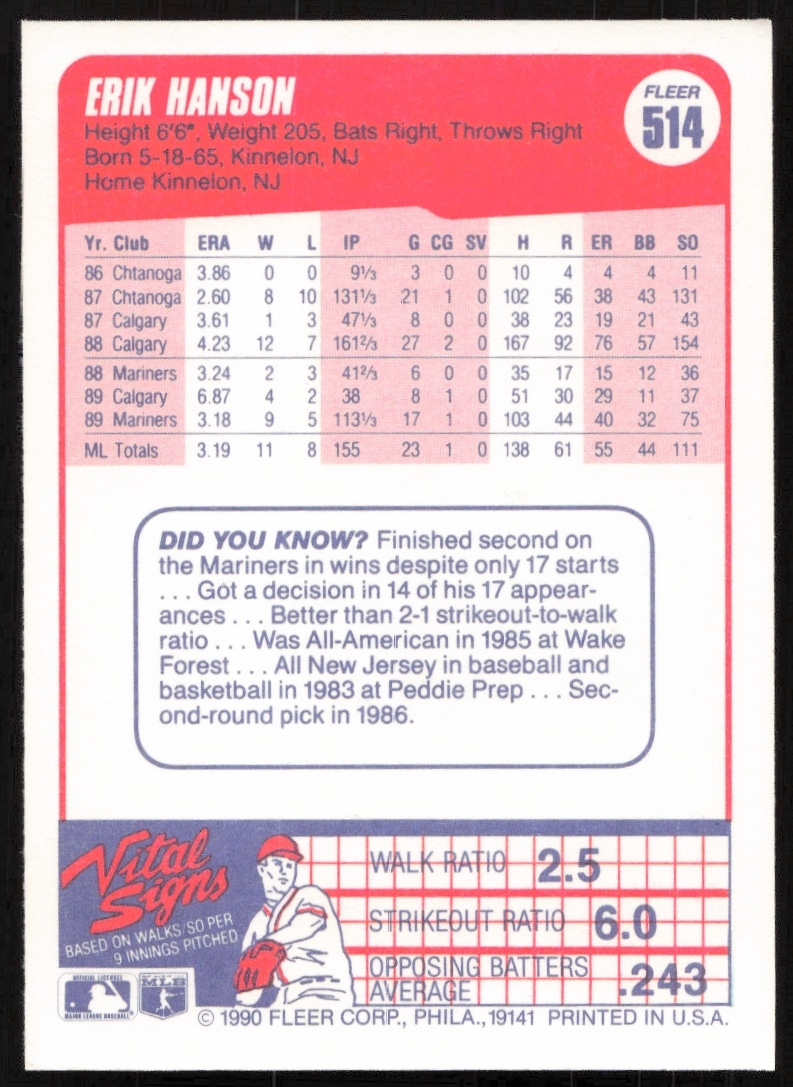 ERIK HANSON
FLEER
514
Height 6'6", Weight 205, Bats Right, Throws Right
Born 5-18-65, Kinnelon, NJ
Home Kinnelon, NJ
Yr. Club ERA W L IP G CG SV H R ER BB SO
86 Chtanoga 3.86 0 0 9⅓ 3 0 0 10 4 4 4 11
87 Chtanoga 2.60 8 10 131⅓ 21 1 0 102 56 38 43 131
87 Calgary 3.61 1 3 47⅓ 8 0 0 38 23 19 21 43
88 Calgary 4.23 12 7 161⅔ 27 2 0 167 92 76 57 154
88 Mariners 3.24 2 3 41⅔ 6 0 0 35 17 15 12 36
89 Calgary 6.87 4 2 38 8 1 0 51 30 29 11 37
89 Mariners 3.18 9 5 113⅓ 17 1 0 103 44 40 32 75
ML Totals 3.19 11 8 155 23 1 0 138 61 55 44 111
DID YOU KNOW? Finished second on
the Mariners in wins despite only 17 starts
. . . Got a decision in 14 of his 17 appear-
ances . . . Better than 2-1 strikeout-to-walk
ratio . . . Was All-American in 1985 at Wake
Forest . . . All New Jersey in baseball and
basketball in 1983 at Peddie Prep . . . Sec-
ond-round pick in 1986.
Vital
Signs
BASED ON WALKS/SO PER
9 INNINGS PITCHED
WALK RATIO 2.5
STRIKEOUT RATIO 6.0
OPPOSING BATTERS
AVERAGE .243
OFFICIAL LICENSEE
MAJOR LEAGUE BASEBALL
MLB
© 1990 FLEER CORP., PHILA., 19141 PRINTED IN U.S.A.